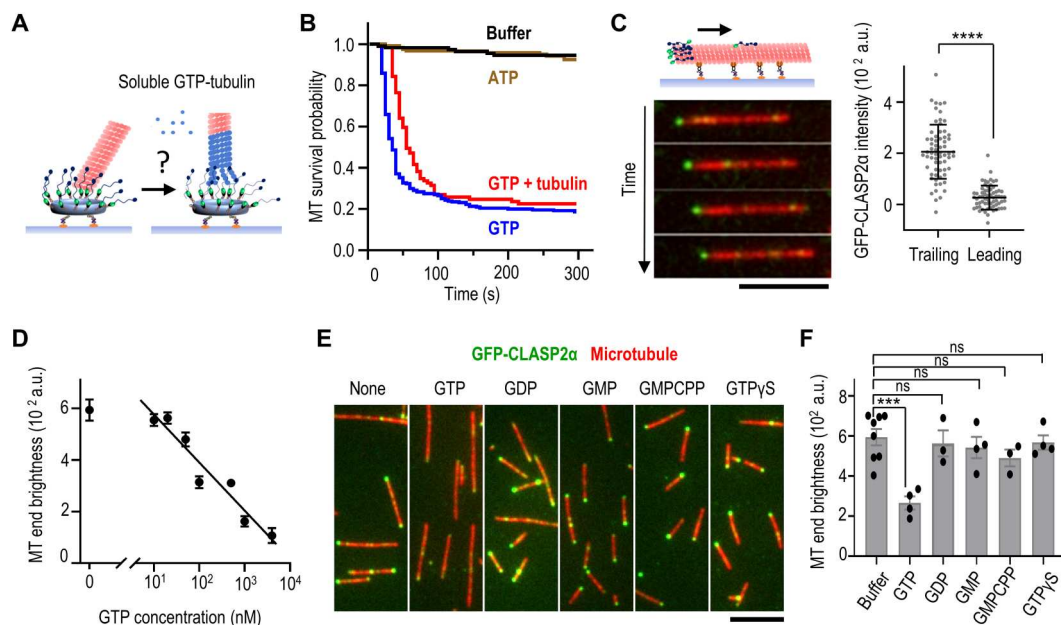 A
Soluble GTP-tubulin
?
B
MT survival probability
1.0
0.8
0.6
0.4
0.2
0.0
Buffer
ATP
GTP + tubulin
GTP
0
100
200
300
Time (s)
C
Time
GFP-CLASP2α intensity (10² a.u.)
4
2
0
****
Trailing
Leading
D
MT end brightness (10² a.u.)
6
4
2
0
0
10¹
10²
10³
10⁴
GTP concentration (nM)
E
GFP-CLASP2α Microtubule
None
GTP
GDP
GMP
GMPCPP
GTPγS
F
MT end brightness (10² a.u.)
10
8
6
4
2
0
ns
ns
ns
ns
***
Buffer
GTP
GDP
GMP
GMPCPP
GTPγS